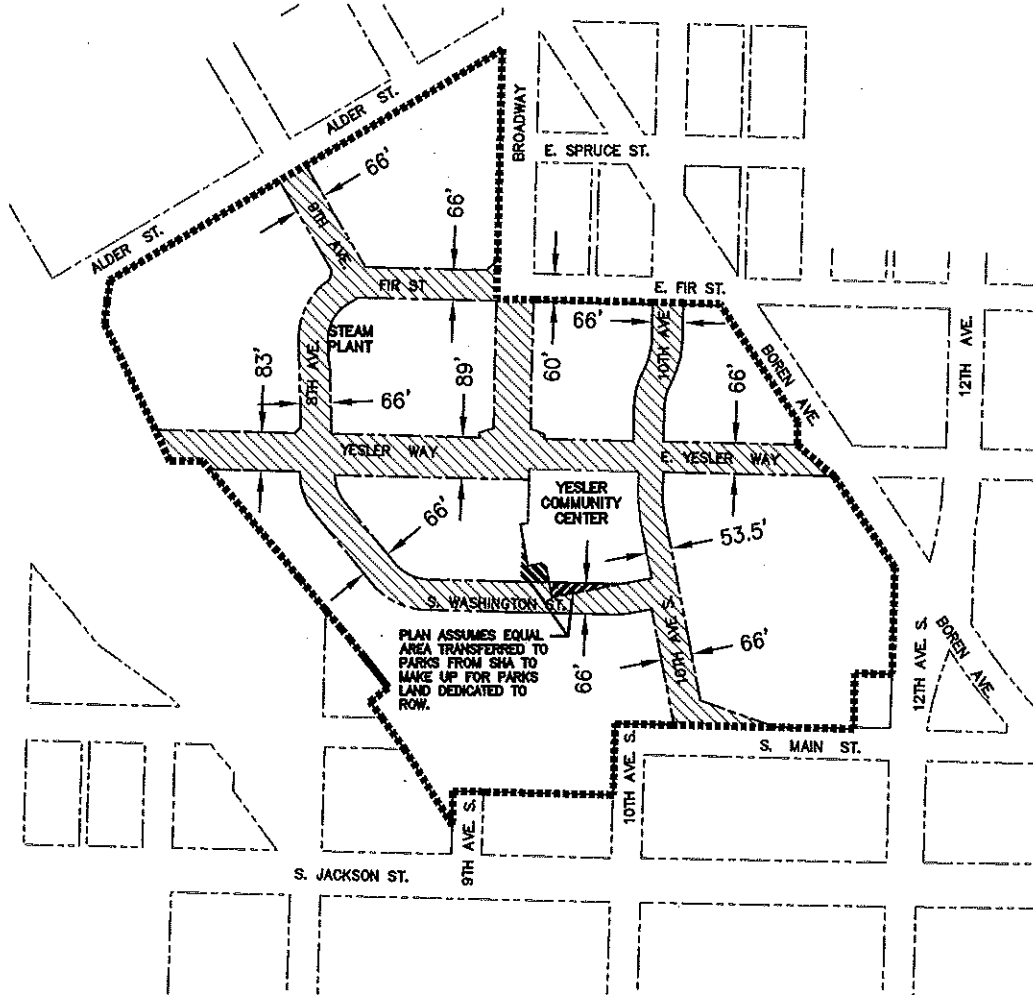 ALDER ST.
66'
BROADWAY
E. SPRUCE ST.
ALDER ST.
9TH AVE.
66'
FIR ST
E. FIR ST.
STEAM
PLANT
83'
8TH AVE.
66'
89'
60'
66'
10TH AVE
66'
BOREN AVE.
12TH AVE.
YESLER WAY
E. YESLER WAY
YESLER
COMMUNITY
CENTER
66'
53.5'
S. WASHINGTON ST.
PLAN ASSUMES EQUAL
AREA TRANSFERRED TO
PARKS FROM SHA TO
MAKE UP FOR PARKS
LAND DEDICATED TO
ROW.
66'
10TH AVE S.
66'
12TH AVE S.
BOREN AVE.
S. MAIN ST.
10TH AVE S.
9TH AVE S.
S. JACKSON ST.